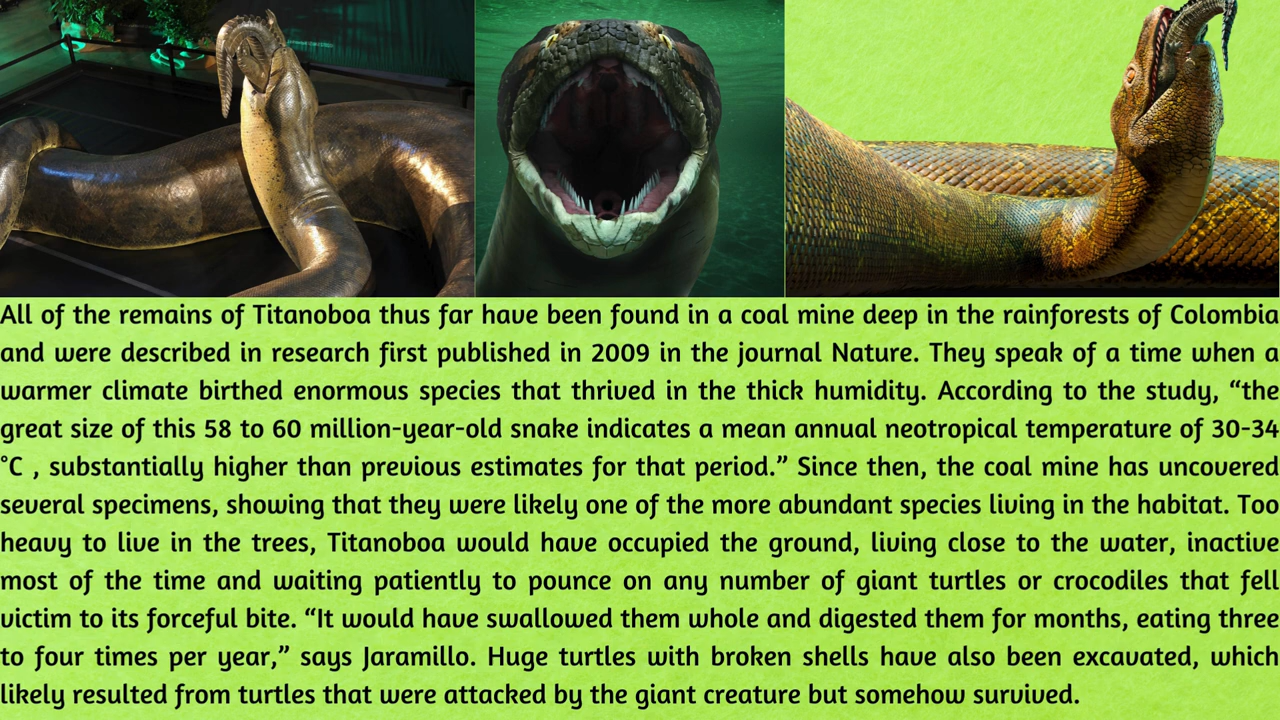 All of the remains of Titanoboa thus far have been found in a coal mine deep in the rainforests of Colombia
and were described in research first published in 2009 in the journal Nature. They speak of a time when a
warmer climate birthed enormous species that thrived in the thick humidity. According to the study, “the
great size of this 58 to 60 million-year-old snake indicates a mean annual neotropical temperature of 30-34
°C , substantially higher than previous estimates for that period.” Since then, the coal mine has uncovered
several specimens, showing that they were likely one of the more abundant species living in the habitat. Too
heavy to live in the trees, Titanoboa would have occupied the ground, living close to the water, inactive
most of the time and waiting patiently to pounce on any number of giant turtles or crocodiles that fell
victim to its forceful bite. “It would have swallowed them whole and digested them for months, eating three
to four times per year,” says Jaramillo. Huge turtles with broken shells have also been excavated, which
likely resulted from turtles that were attacked by the giant creature but somehow survived.